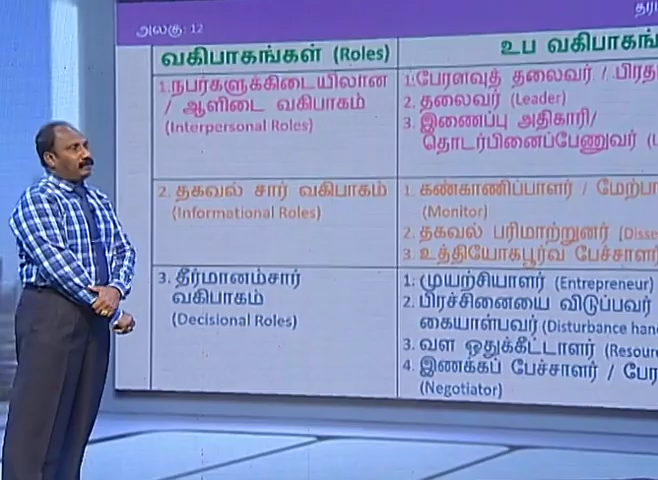 அலகு: 12
தர
வகிபாகங்கள் (Roles)
உப வகிபாகங்
1.நபர்களுக்கிடையிலான
/ ஆளிடை வகிபாகம்
(Interpersonal Roles)
1.பேரளவுத் தலைவர் / பிரத
2. தலைவர் (Leader)
3. இணைப்பு அதிகாரி/
தொடர்பினைப்பேணுவர் (L
2. தகவல் சார் வகிபாகம்
(Informational Roles)
1. கண்காணிப்பாளர் / மேற்பா
(Monitor)
2. தகவல் பரிமாற்றுனர் (Disse
3. உத்தியோகபூர்வ பேச்சாளர்
3. தீர்மானம்சார்
வகிபாகம்
(Decisional Roles)
1. முயற்சியாளர் (Entrepreneur)
2. பிரச்சினையை விடுப்பவர்
கையாள்பவர் (Disturbance hand
3. வள ஒதுக்கீட்டாளர் (Resour
4. இணக்கப் பேச்சாளர் / பேர
(Negotiator)